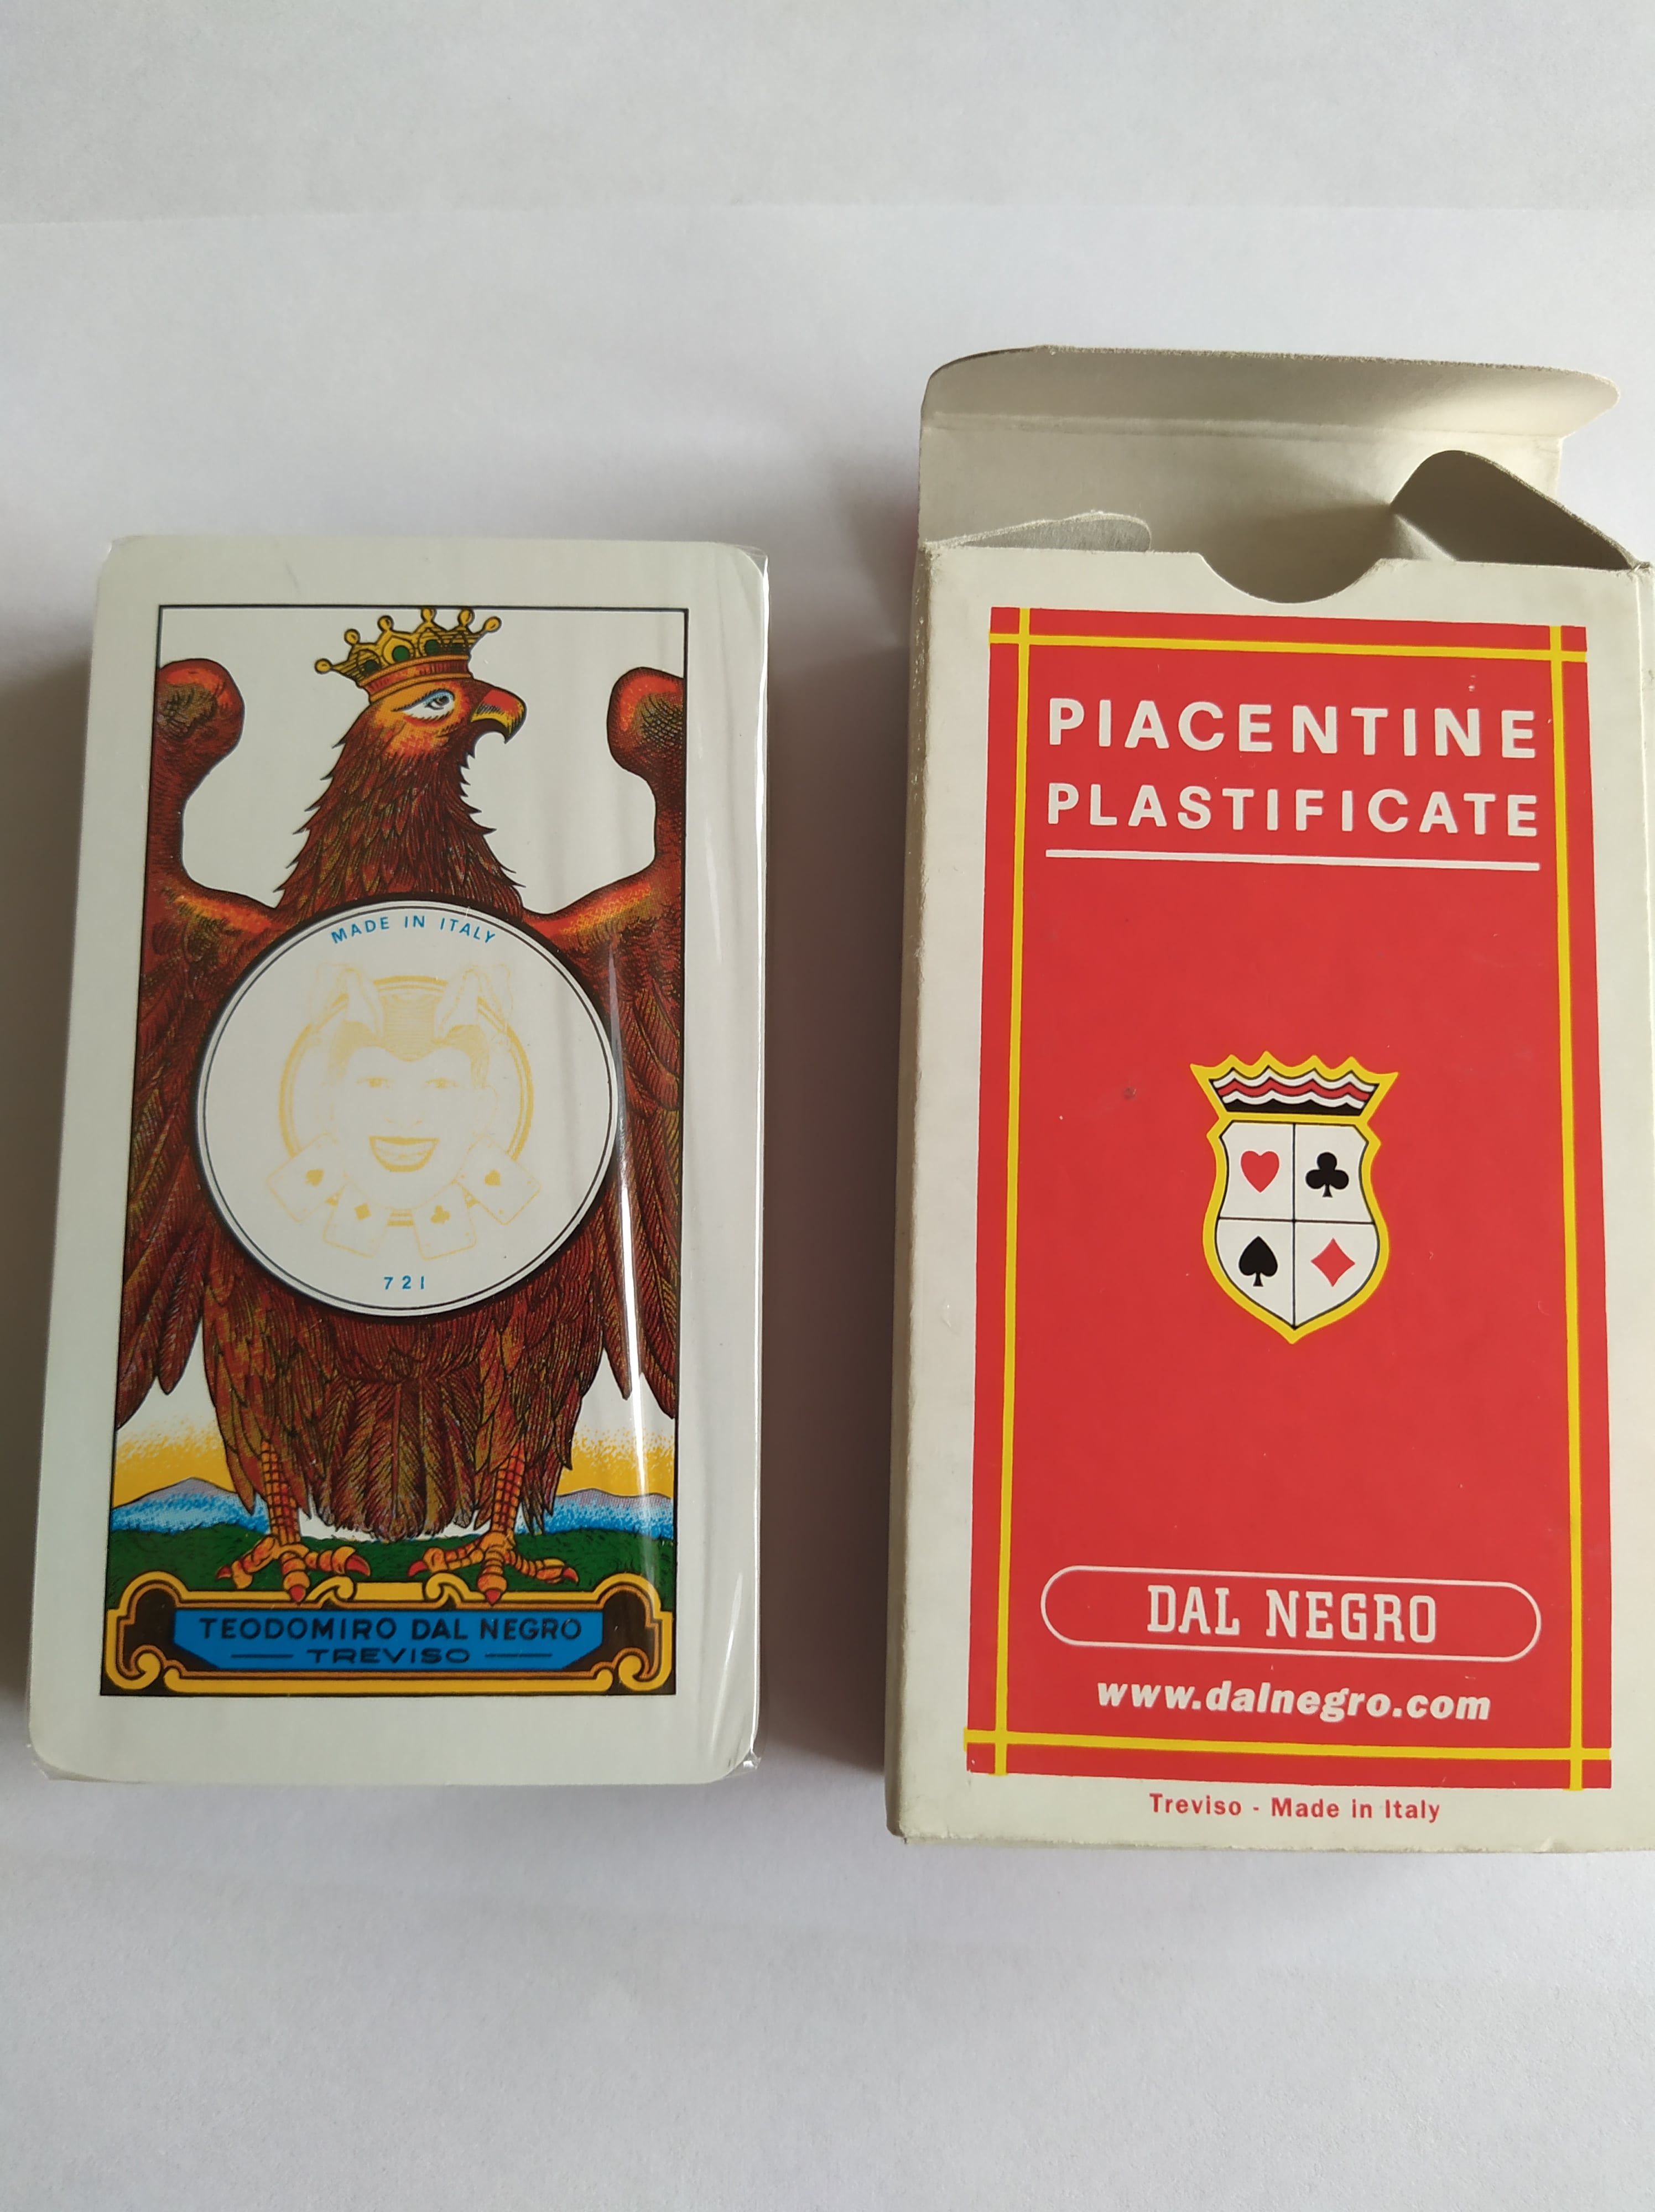 MADE IN ITALY
721
TEODOMIRO DAL NEGRO
TREVISO
PIACENTINE
PLASTIFICATE
DAL NEGRO
www.dalnegro.com
Treviso - Made in Italy